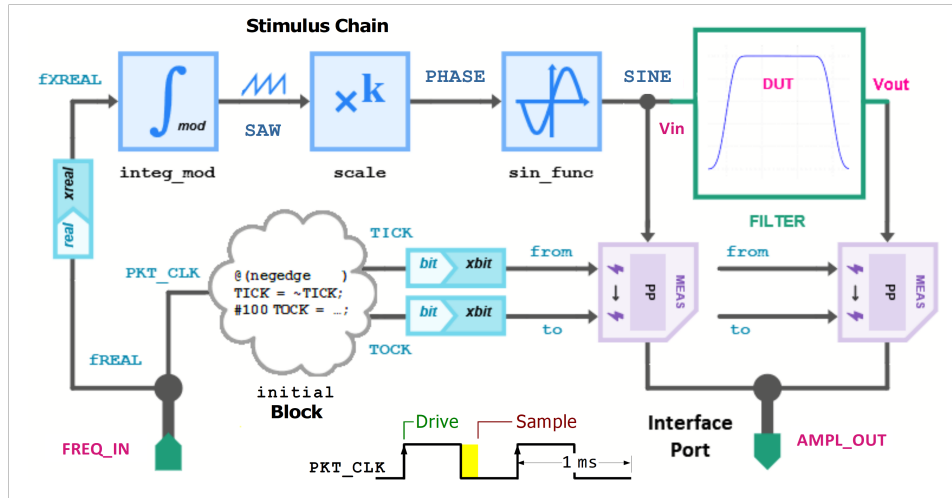 Stimulus Chain
fXREAL
mod
SAW
×k
PHASE
SINE
Vin
DUT
Vout
integ_mod
scale
sin_func
FILTER
real xreal
PKT_CLK
TICK
@(negedge )
TICK = ~TICK;
#100 TOCK = …;
TOCK
bit xbit
bit xbit
from
to
PP
MEAS
from
to
PP
MEAS
fREAL
initial
Block
FREQ_IN
Drive
Sample
PKT_CLK
1 ms
Interface
Port
AMPL_OUT